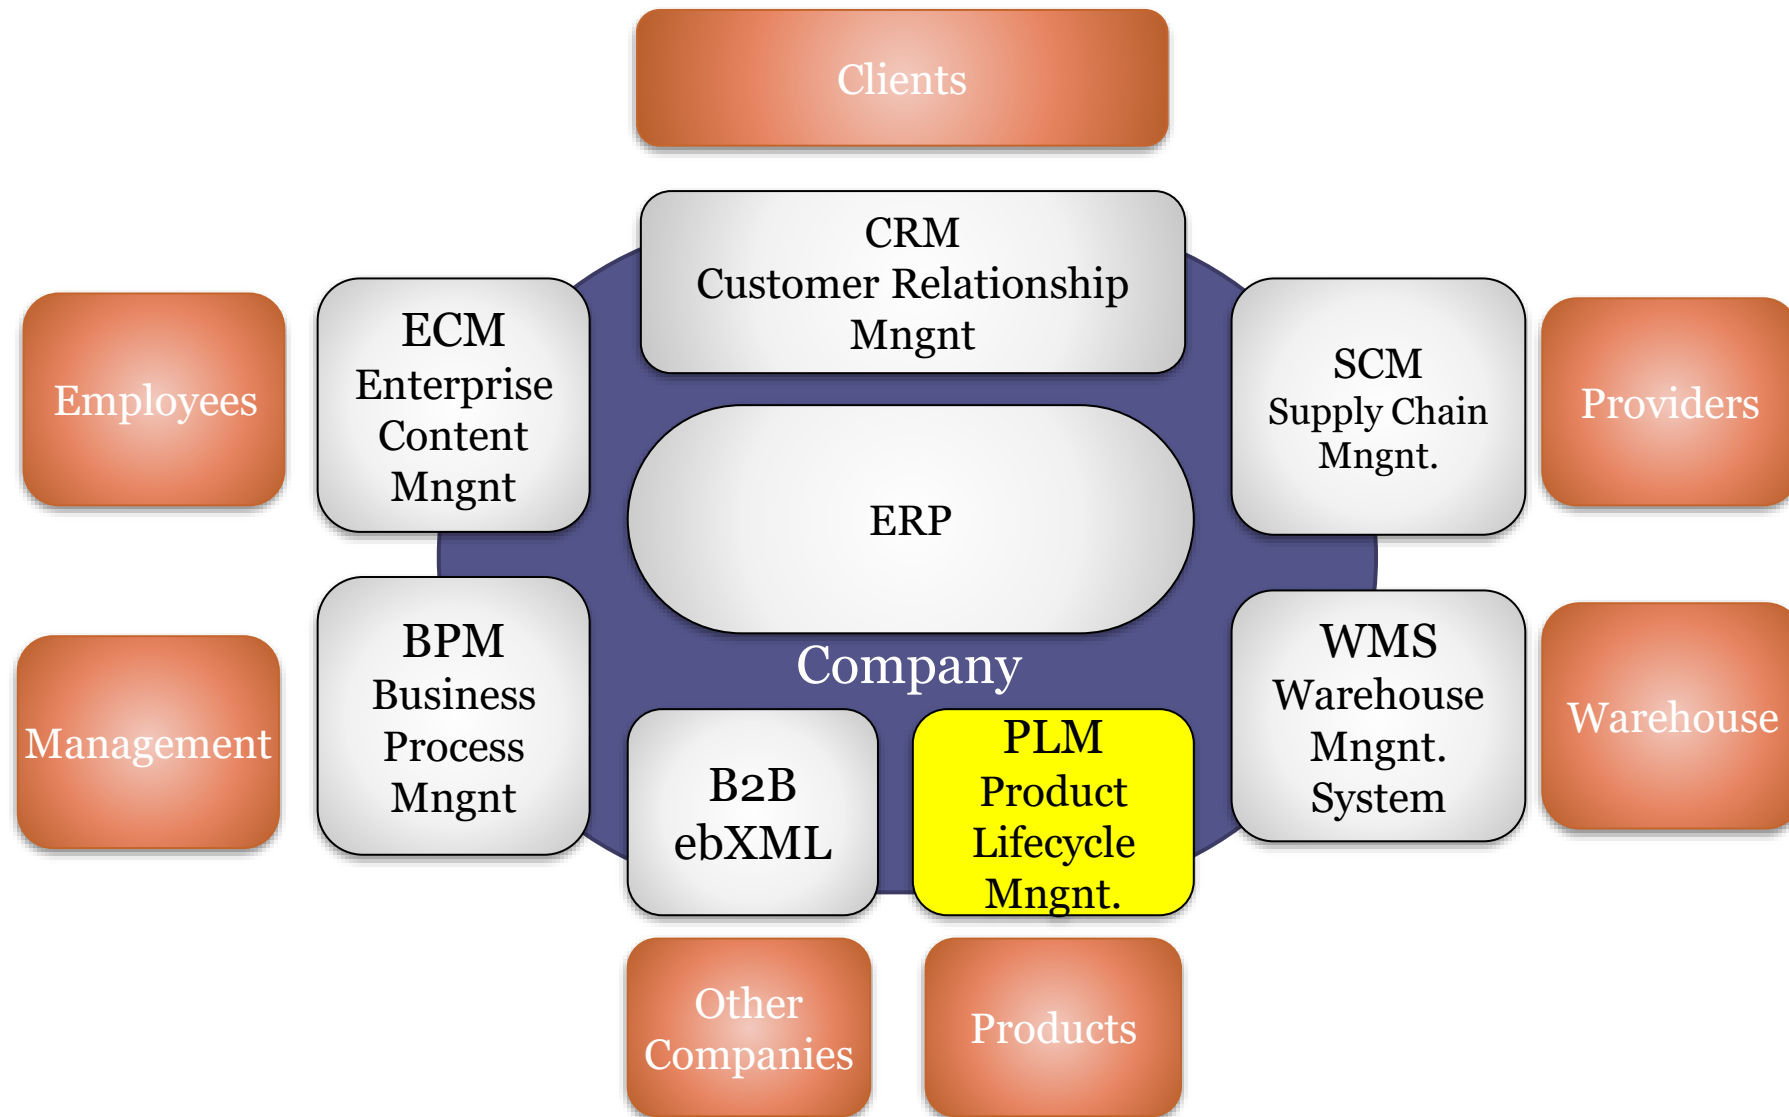 Clients
CRM
Customer Relationship
Mngnt
Employees
ECM
Enterprise
Content
Mngnt
SCM
Supply Chain
Mngnt.
Providers
ERP
Company
Management
BPM
Business
Process
Mngnt
B2B
ebXML
PLM
Product
Lifecycle
Mngnt.
WMS
Warehouse
Mngnt.
System
Warehouse
Other
Companies
Products